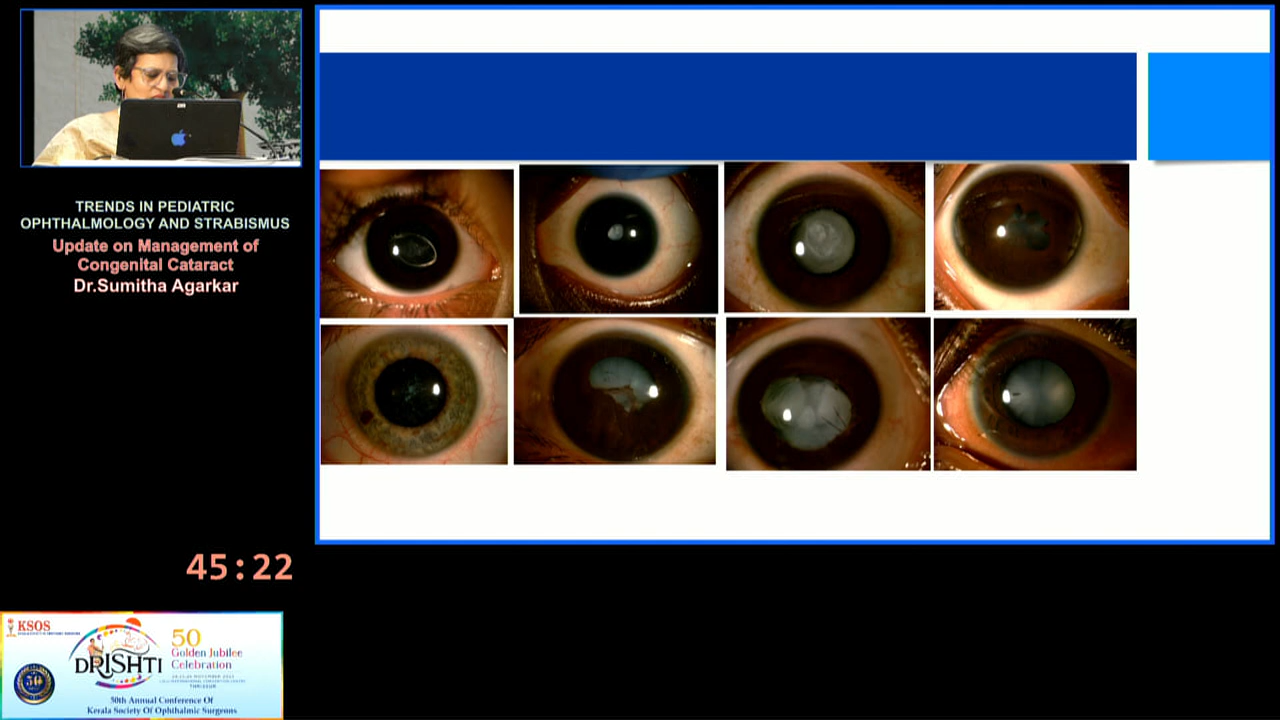 TRENDS IN PEDIATRIC
OPHTHALMOLOGY AND STRABISMUS
Update on Management of
Congenital Cataract
Dr.Sumitha Agarkar
45:22
KSOS
DRISHTI
50
Golden Jubilee
Celebration
50
50th Annual Conference Of
Kerala Society Of Ophthalmic Surgeons